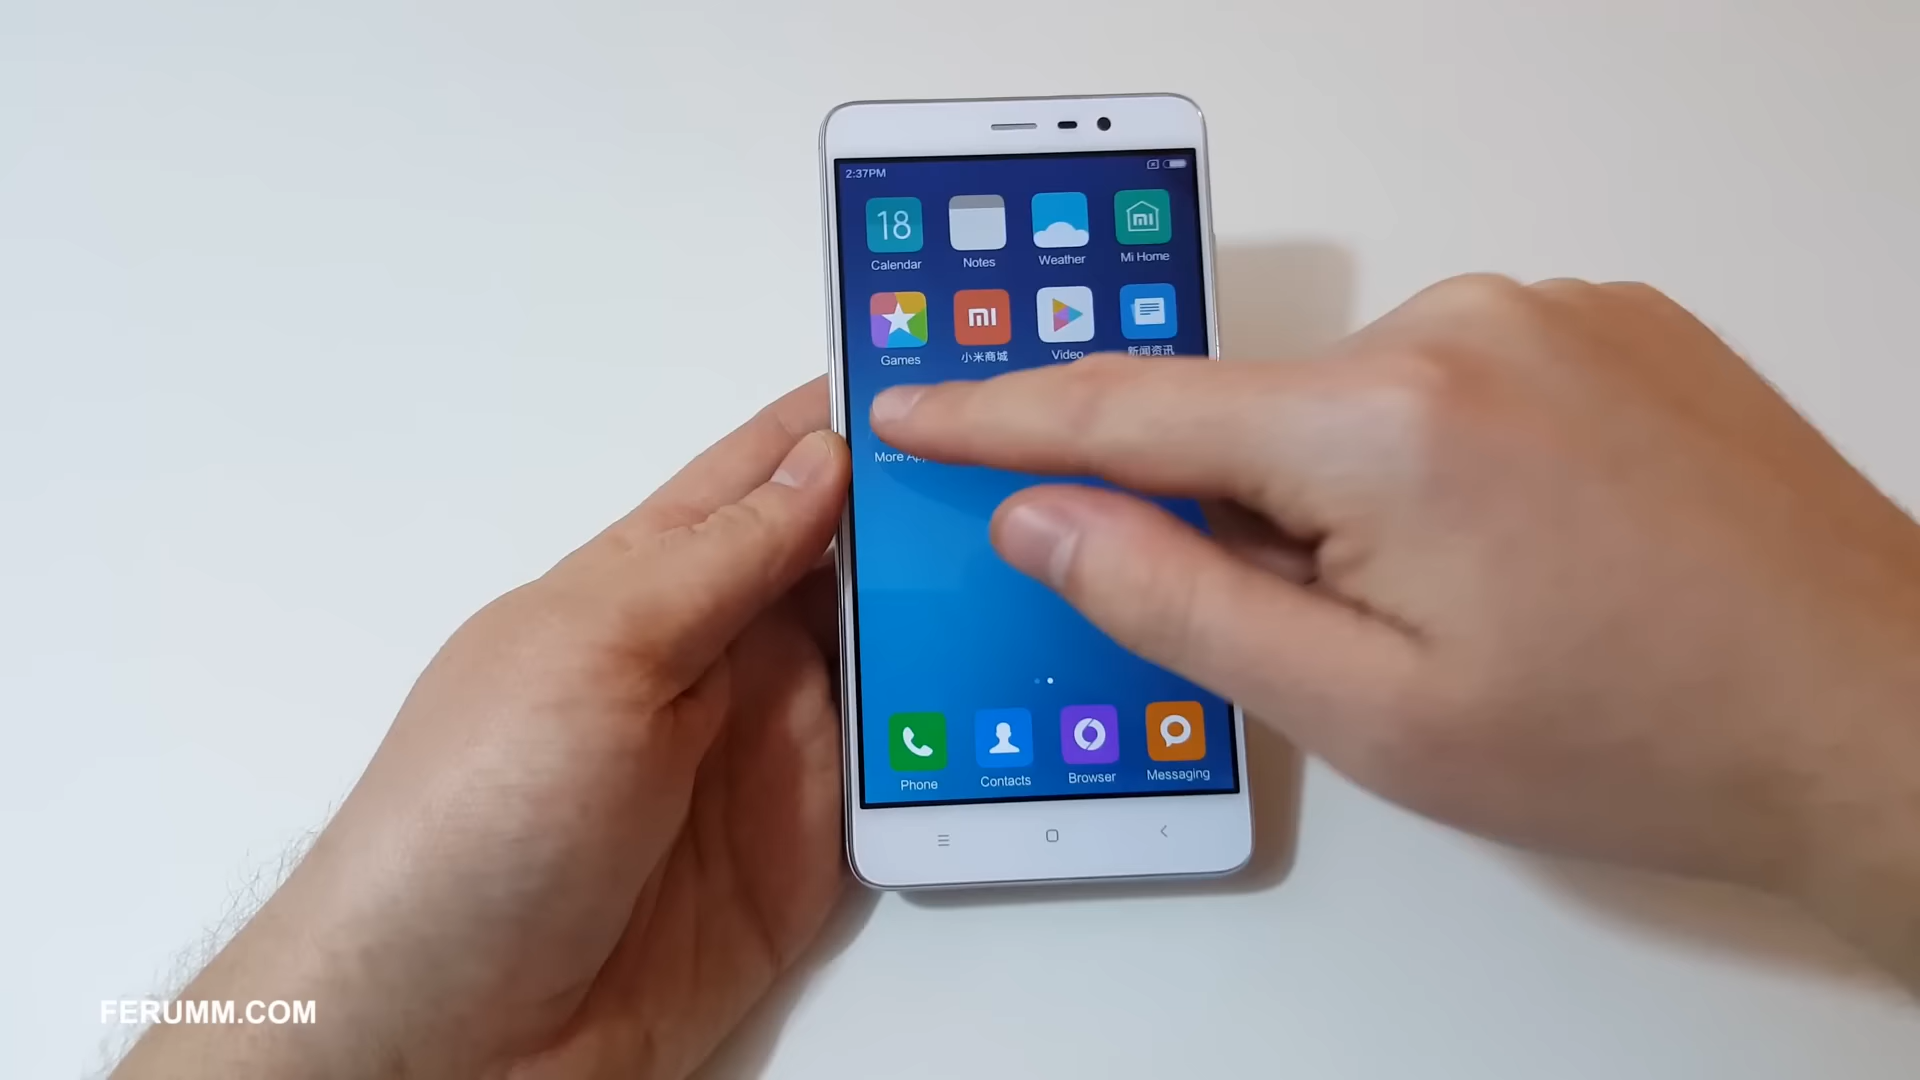 2:37PM
18
Calendar
Notes
Weather
mi
Mi Home
Games
mi
小米商城
Video
新闻资讯
More
Phone
Contacts
Browser
Messaging
FERUMM.COM